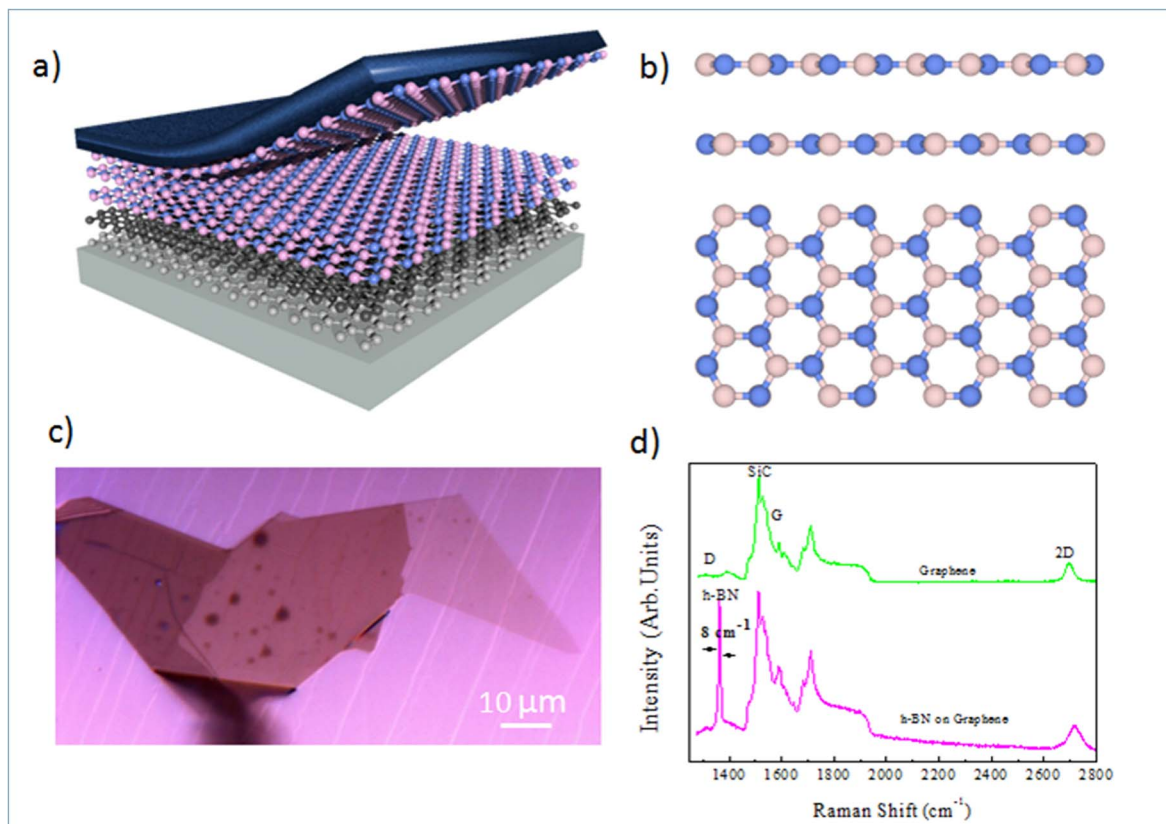 a)
b)
c)
10 μm
d)
SiC
G
D
2D
Graphene
h-BN
8 cm⁻¹
h-BN on Graphene
Intensity (Arb.Units)
1400 1600 1800 2000 2200 2400 2600 2800
Raman Shift (cm⁻¹)